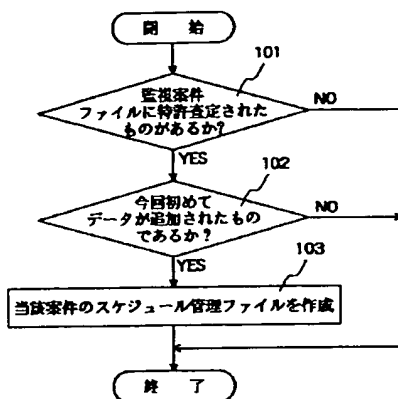 開　始
101
監視案件
ファイルに特許査定された
ものがあるか?
NO
YES
102
今回初めて
データが追加されたもの
であるか?
NO
YES
103
当該案件のスケジュール管理ファイルを作成
終　了